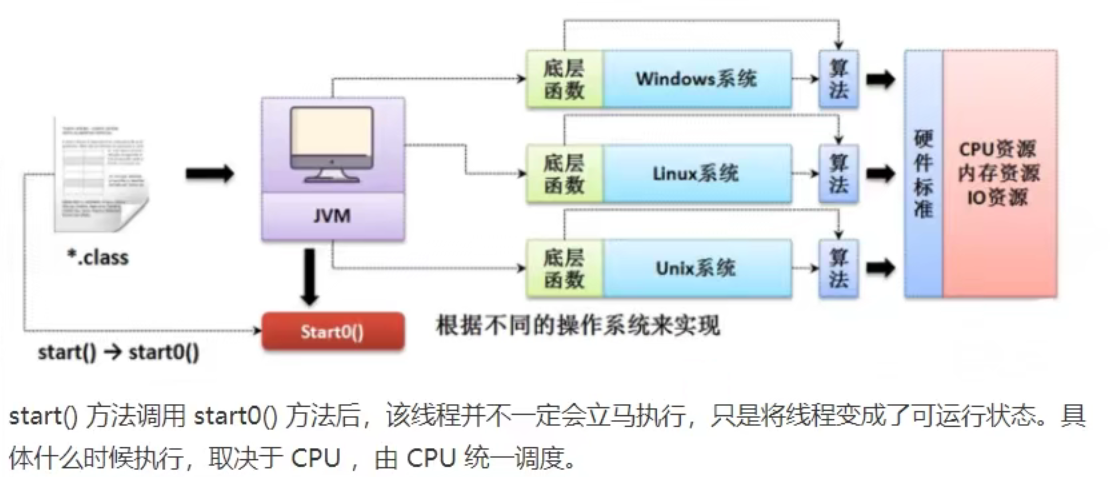 底层函数
Windows系统
算法
底层函数
Linux系统
算法
底层函数
Unix系统
算法
硬件标准
CPU资源
内存资源
IO资源
JVM
*.class
Start0()
start() → start0()
根据不同的操作系统来实现
start() 方法调用 start0() 方法后，该线程并不一定会立马执行，只是将线程变成了可运行状态。具
体什么时候执行，取决于 CPU ，由 CPU 统一调度。